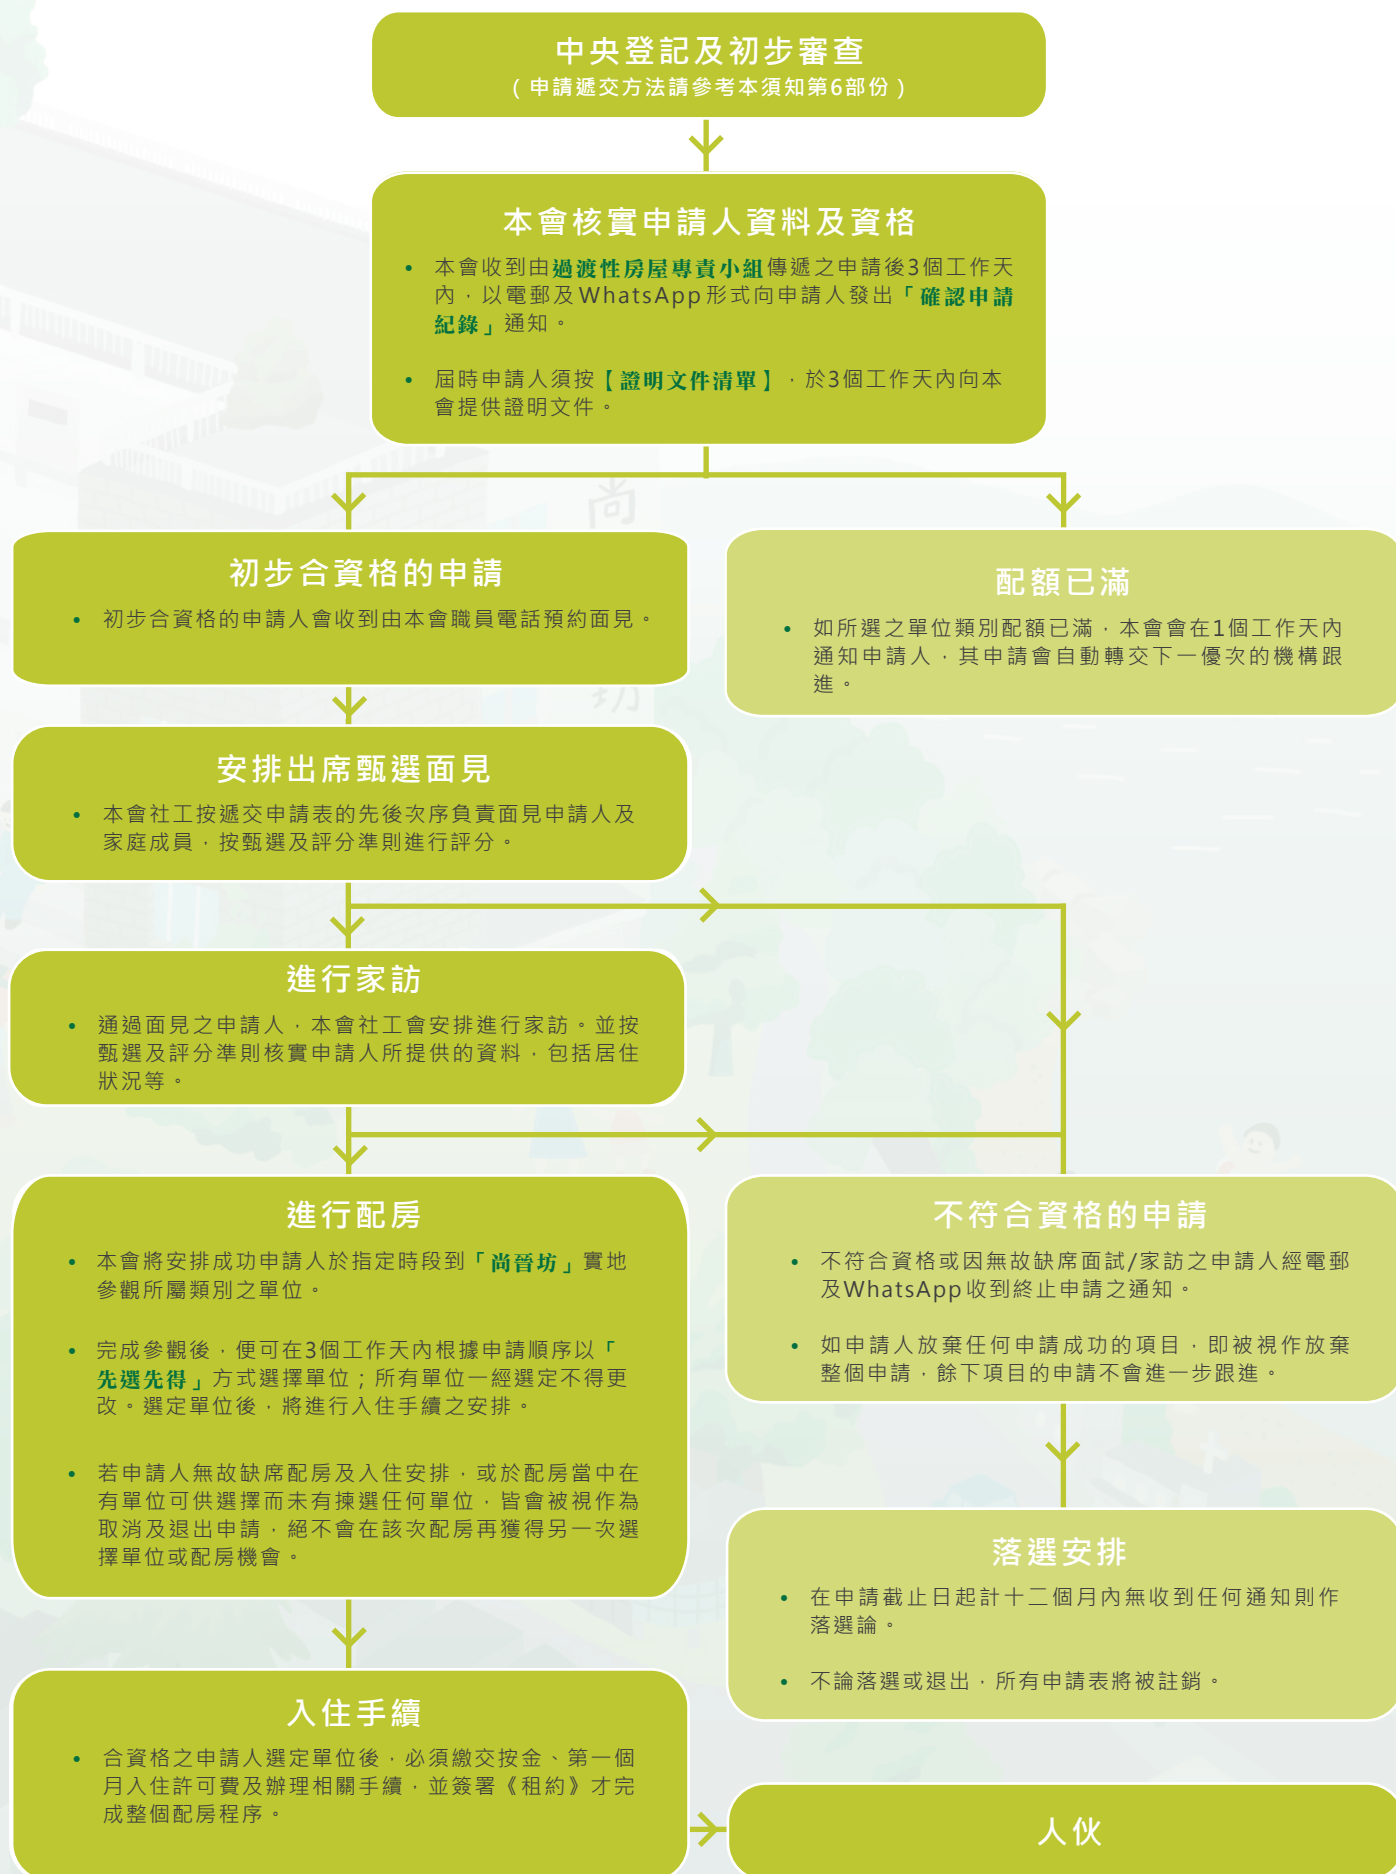 中央登記及初步審查
(申請遞交方法請參考本須知第6部份)
本會核實申請人資料及資格
• 本會收到由過渡性房屋專責小組傳遞之申請後3個工作天
內，以電郵及WhatsApp形式向申請人發出「確認申請
紀錄」通知。
• 屆時申請人須按【證明文件清單】，於3個工作天內向本
會提供證明文件。
尚
初步合資格的申請
• 初步合資格的申請人會收到由本會職員電話預約面見。
配額已滿
• 如所選之單位類別配額已滿，本會會在1個工作天內
通知申請人，其申請會自動轉交下一優次的機構跟
進。
坊
安排出席甄選面見
• 本會社工按遞交申請表的先後次序負責面見申請人及
家庭成員，按甄選及評分準則進行評分。
進行家訪
• 通過面見之申請人，本會社工會安排進行家訪。並按
甄選及評分準則核實申請人所提供的資料，包括居住
狀況等。
進行配房
• 本會將安排成功申請人於指定時段到「尚晉坊」實地
參觀所屬類別之單位。
• 完成參觀後，便可在3個工作天內根據申請順序以「
先選先得」方式選擇單位；所有單位一經選定不得更
改。選定單位後，將進行入住手續之安排。
• 若申請人無故缺席配房及入住安排，或於配房當中在
有單位可供選擇而未有揀選任何單位，皆會被視作為
取消及退出申請，絕不會在該次配房再獲得另一次選
擇單位或配房機會。
不符合資格的申請
• 不符合資格或因無故缺席面試/家訪之申請人經電郵
及WhatsApp收到終止申請之通知。
• 如申請人放棄任何申請成功的項目，即被視作放棄
整個申請，餘下項目的申請不會進一步跟進。
落選安排
• 在申請截止日起計十二個月內無收到任何通知則作
落選論。
• 不論落選或退出，所有申請表將被註銷。
入住手續
• 合資格之申請人選定單位後，必須繳交按金、第一個
月入住許可費及辦理相關手續，並簽署《租約》才完
成整個配房程序。
人伙